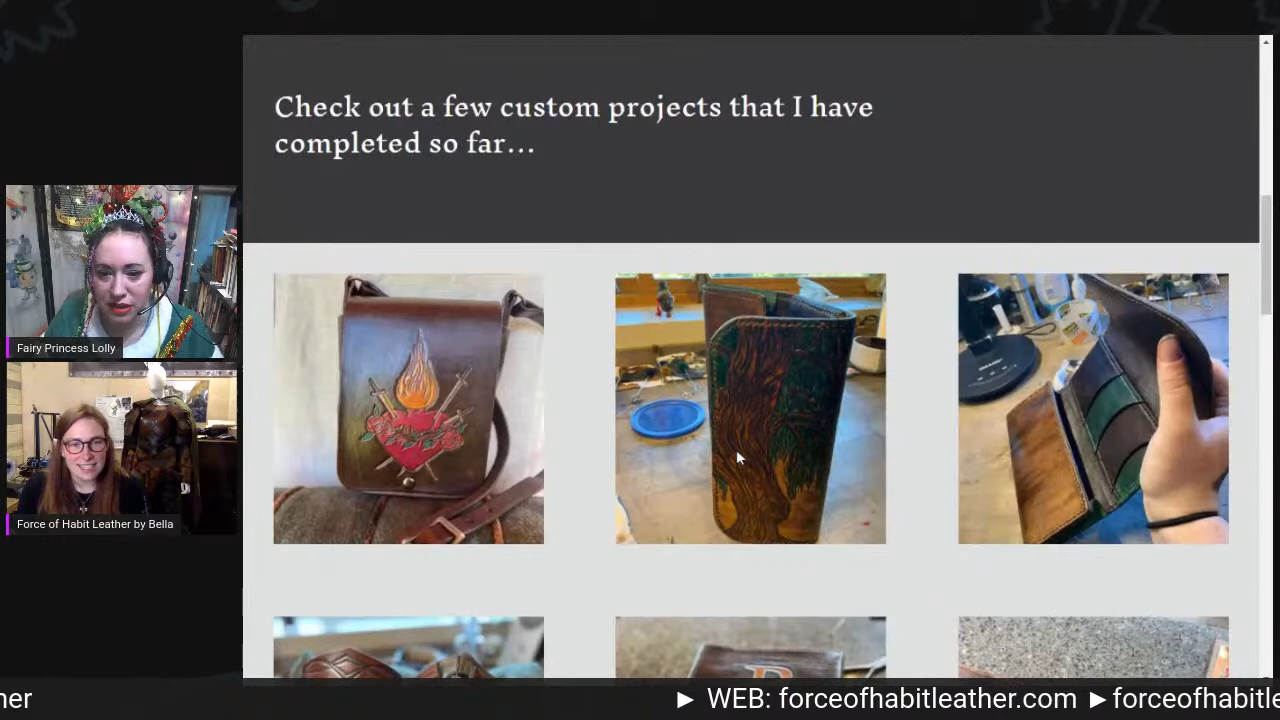 Check out a few custom projects that I have
completed so far...
Fairy Princess Lolly
Force of Habit Leather by Bella
her
► WEB: forceofhabitleather.com ►forceofhabitle